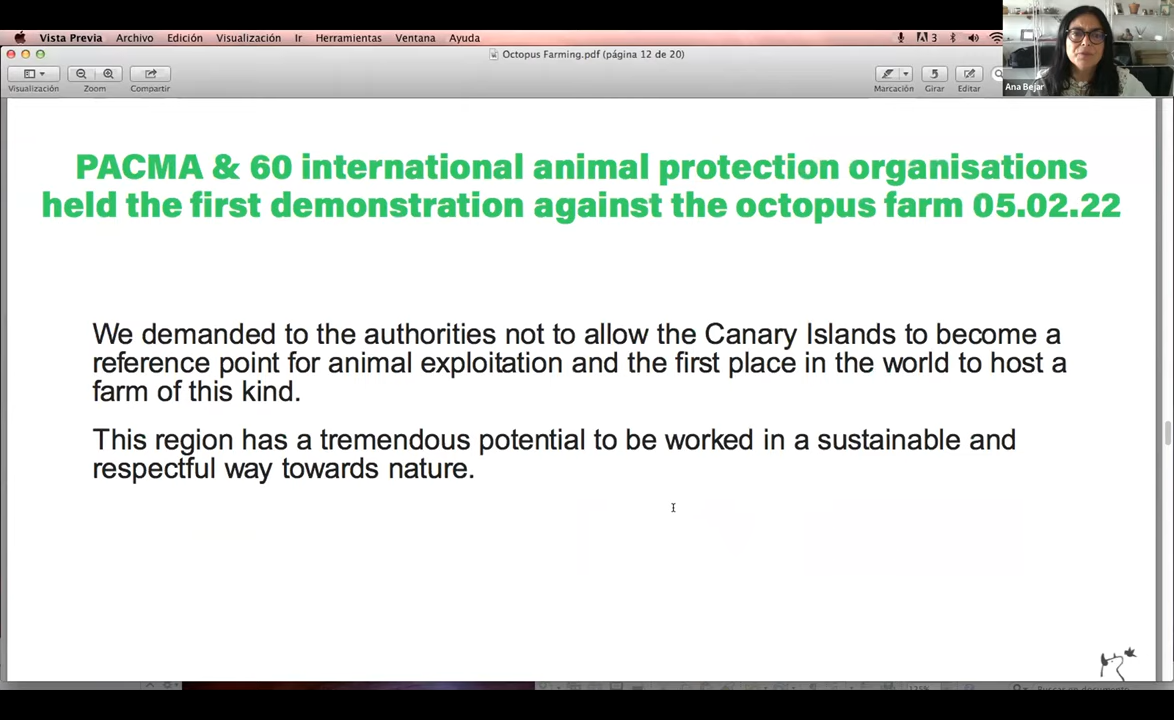 Vista Previa Archivo Edición Visualización Ir Herramientas Ventana Ayuda 3
Octopus Farming.pdf (página 12 de 20)
Visualización Zoom Compartir Marcación Girar Editar
Ana Bejar
PACMA & 60 international animal protection organisations
held the first demonstration against the octopus farm 05.02.22
We demanded to the authorities not to allow the Canary Islands to become a
reference point for animal exploitation and the first place in the world to host a
farm of this kind.
This region has a tremendous potential to be worked in a sustainable and
respectful way towards nature.